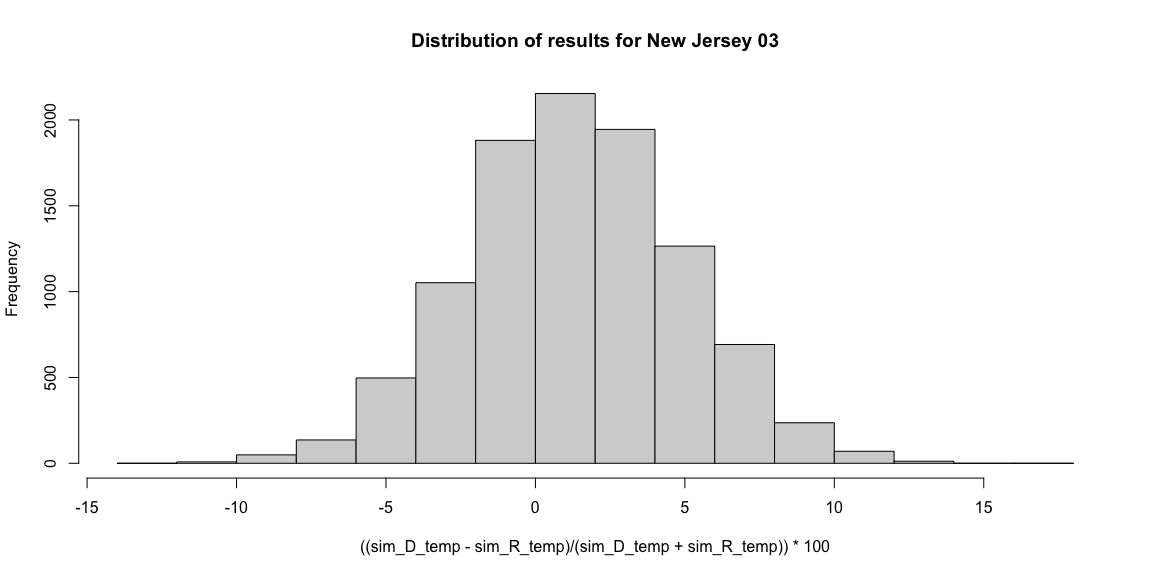 Distribution of results for New Jersey 03
Frequency
2000
1500
1000
500
0
-15 -10 -5 0 5 10 15
((sim_D_temp - sim_R_temp)/(sim_D_temp + sim_R_temp)) * 100